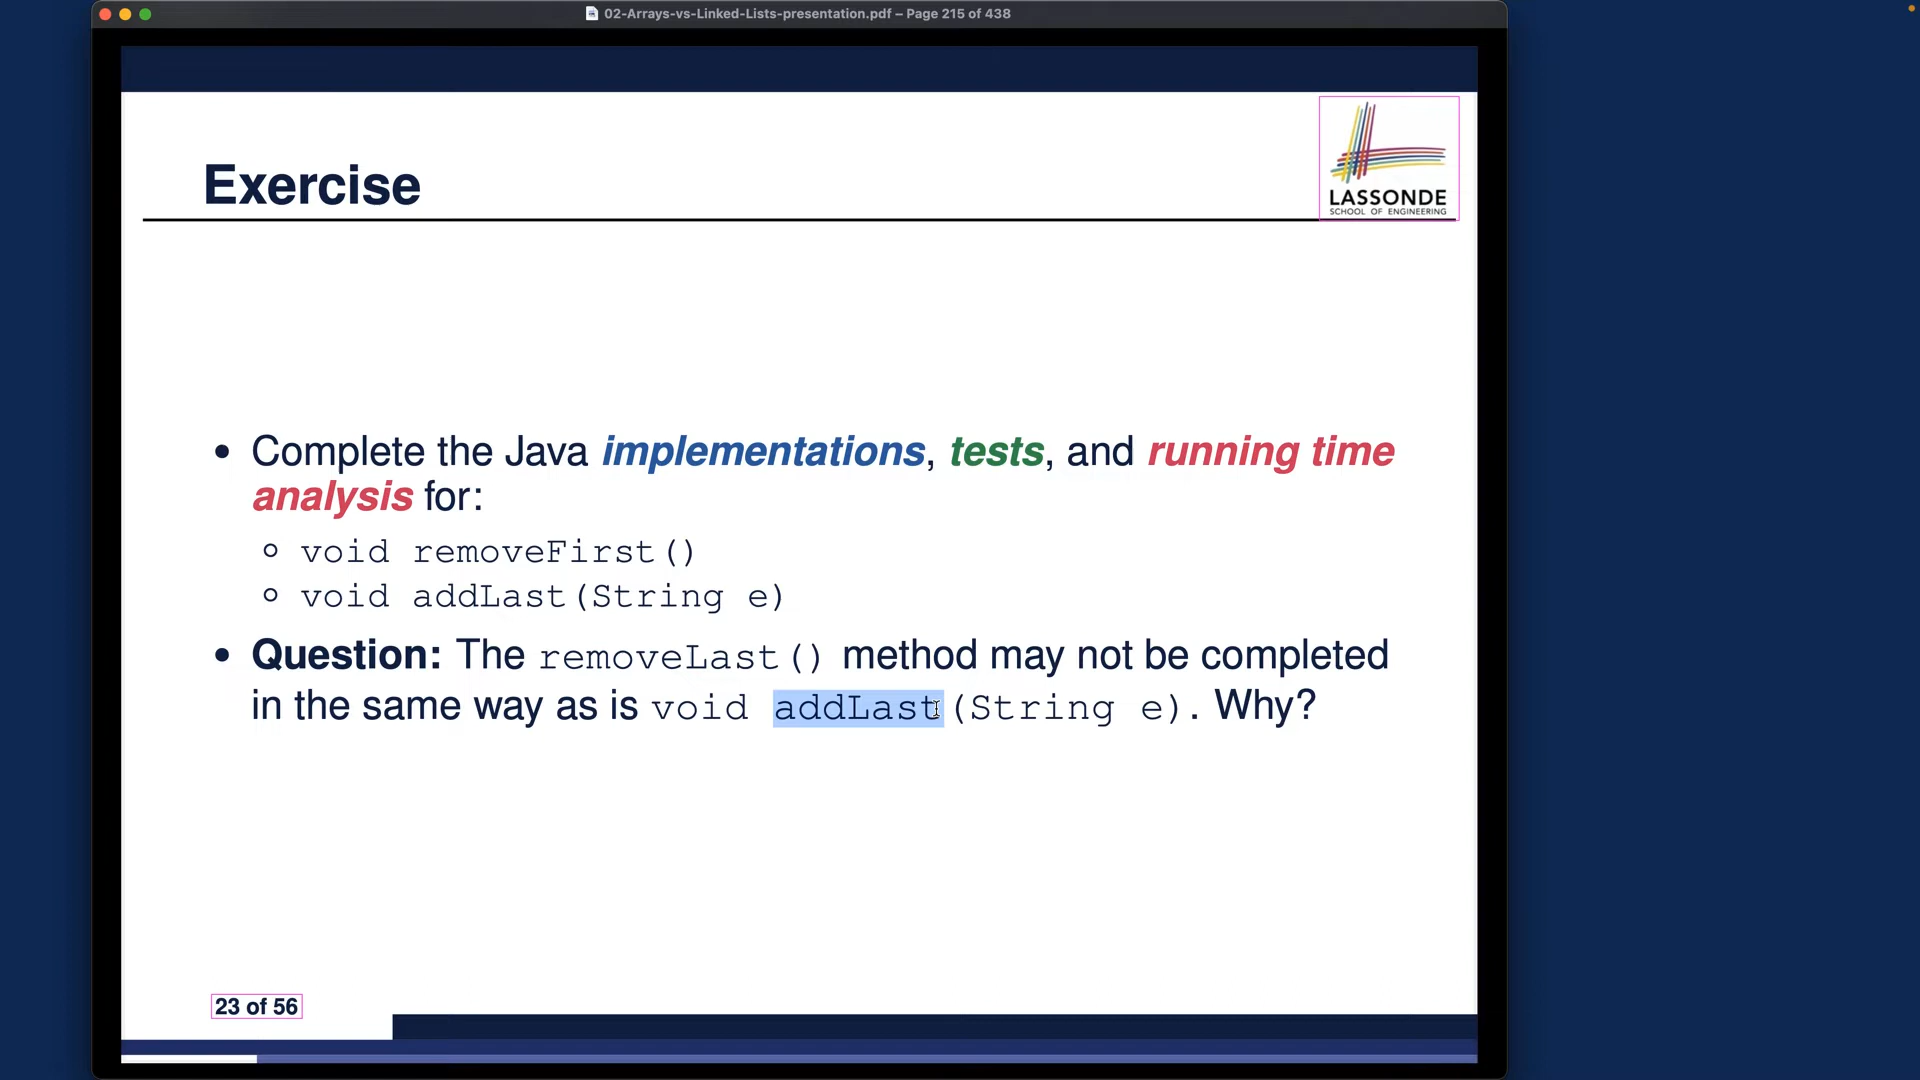 02-Arrays-vs-Linked-Lists-presentation.pdf – Page 215 of 438
Exercise
LASSONDE
SCHOOL OF ENGINEERING
• Complete the Java implementations, tests, and running time
analysis for:
○ void removeFirst()
○ void addLast(String e)
• Question: The removeLast() method may not be completed
in the same way as is void addLast(String e). Why?
23 of 56